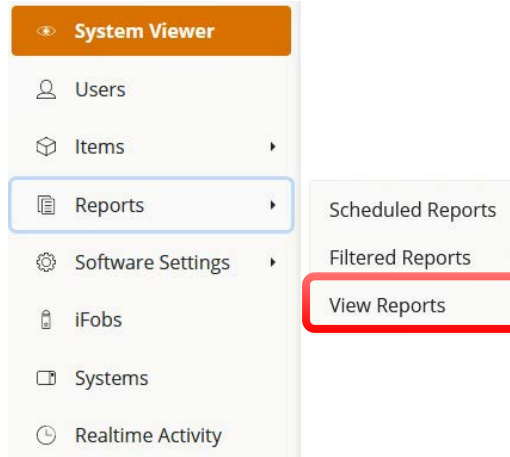 System Viewer
Users
Items
Reports
Scheduled Reports
Filtered Reports
View Reports
Software Settings
iFobs
Systems
Realtime Activity